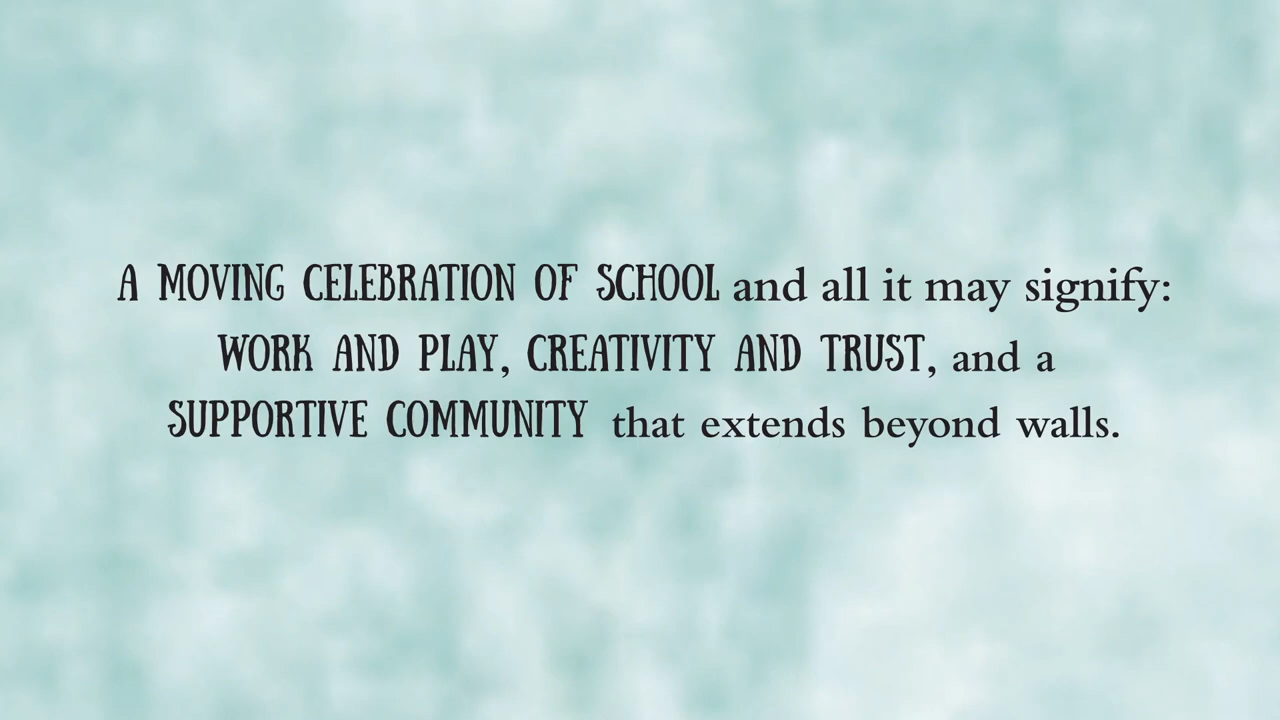 A MOVING CELEBRATION OF SCHOOL and all it may signify:
WORK AND PLAY, CREATIVITY AND TRUST, and a
SUPPORTIVE COMMUNITY that extends beyond walls.